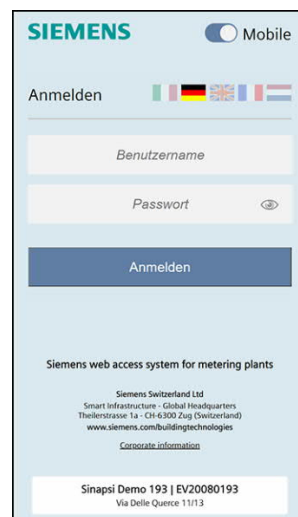 SIEMENS
Mobile
Anmelden
Benutzername
Passwort
Anmelden
Siemens web access system for metering plants
Siemens Switzerland Ltd
Smart Infrastructure - Global Headquarters
Theilerstrasse 1a - CH-6300 Zug (Switzerland)
www.siemens.com/buildingtechnologies
Corporate information
Sinapsi Demo 193 | EV20080193
Via Delle Querce 11/13